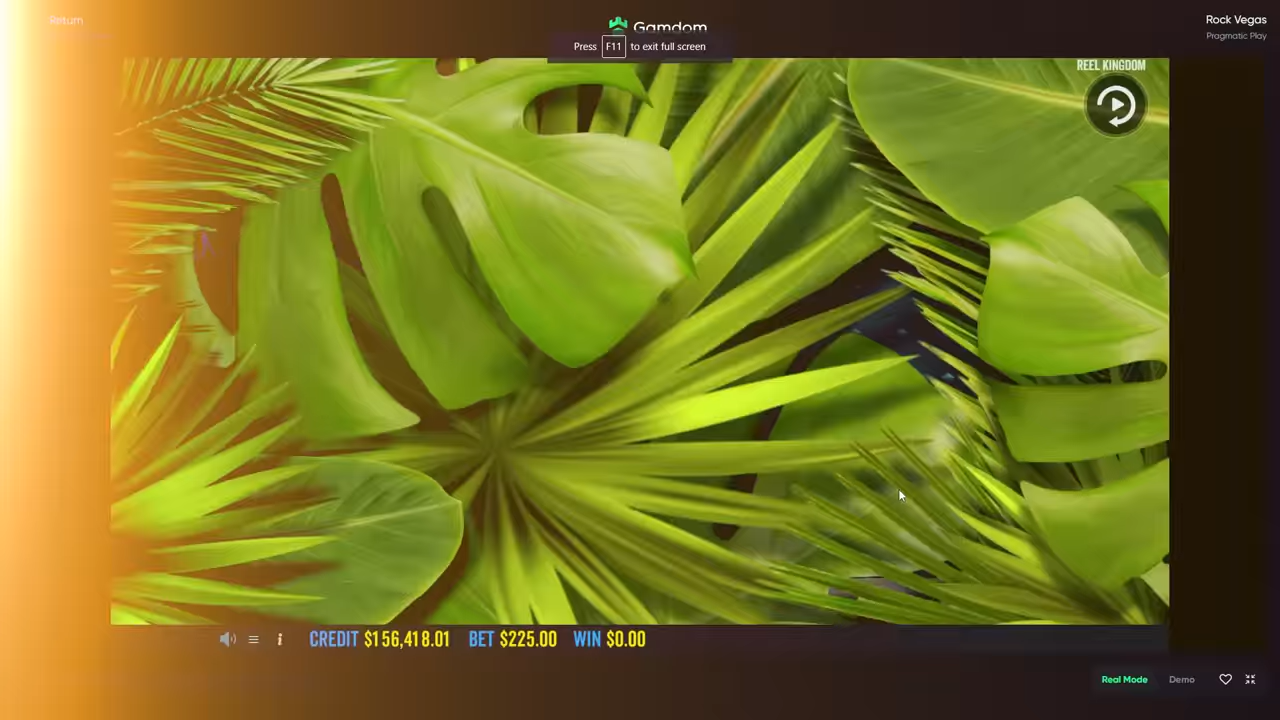 Return
Gamdom
Rock Vegas
Pragmatic Play
Press F11 to exit full screen
REEL KINGDOM
CREDIT $156,418.01 BET $225.00 WIN $0.00
Real Mode Demo